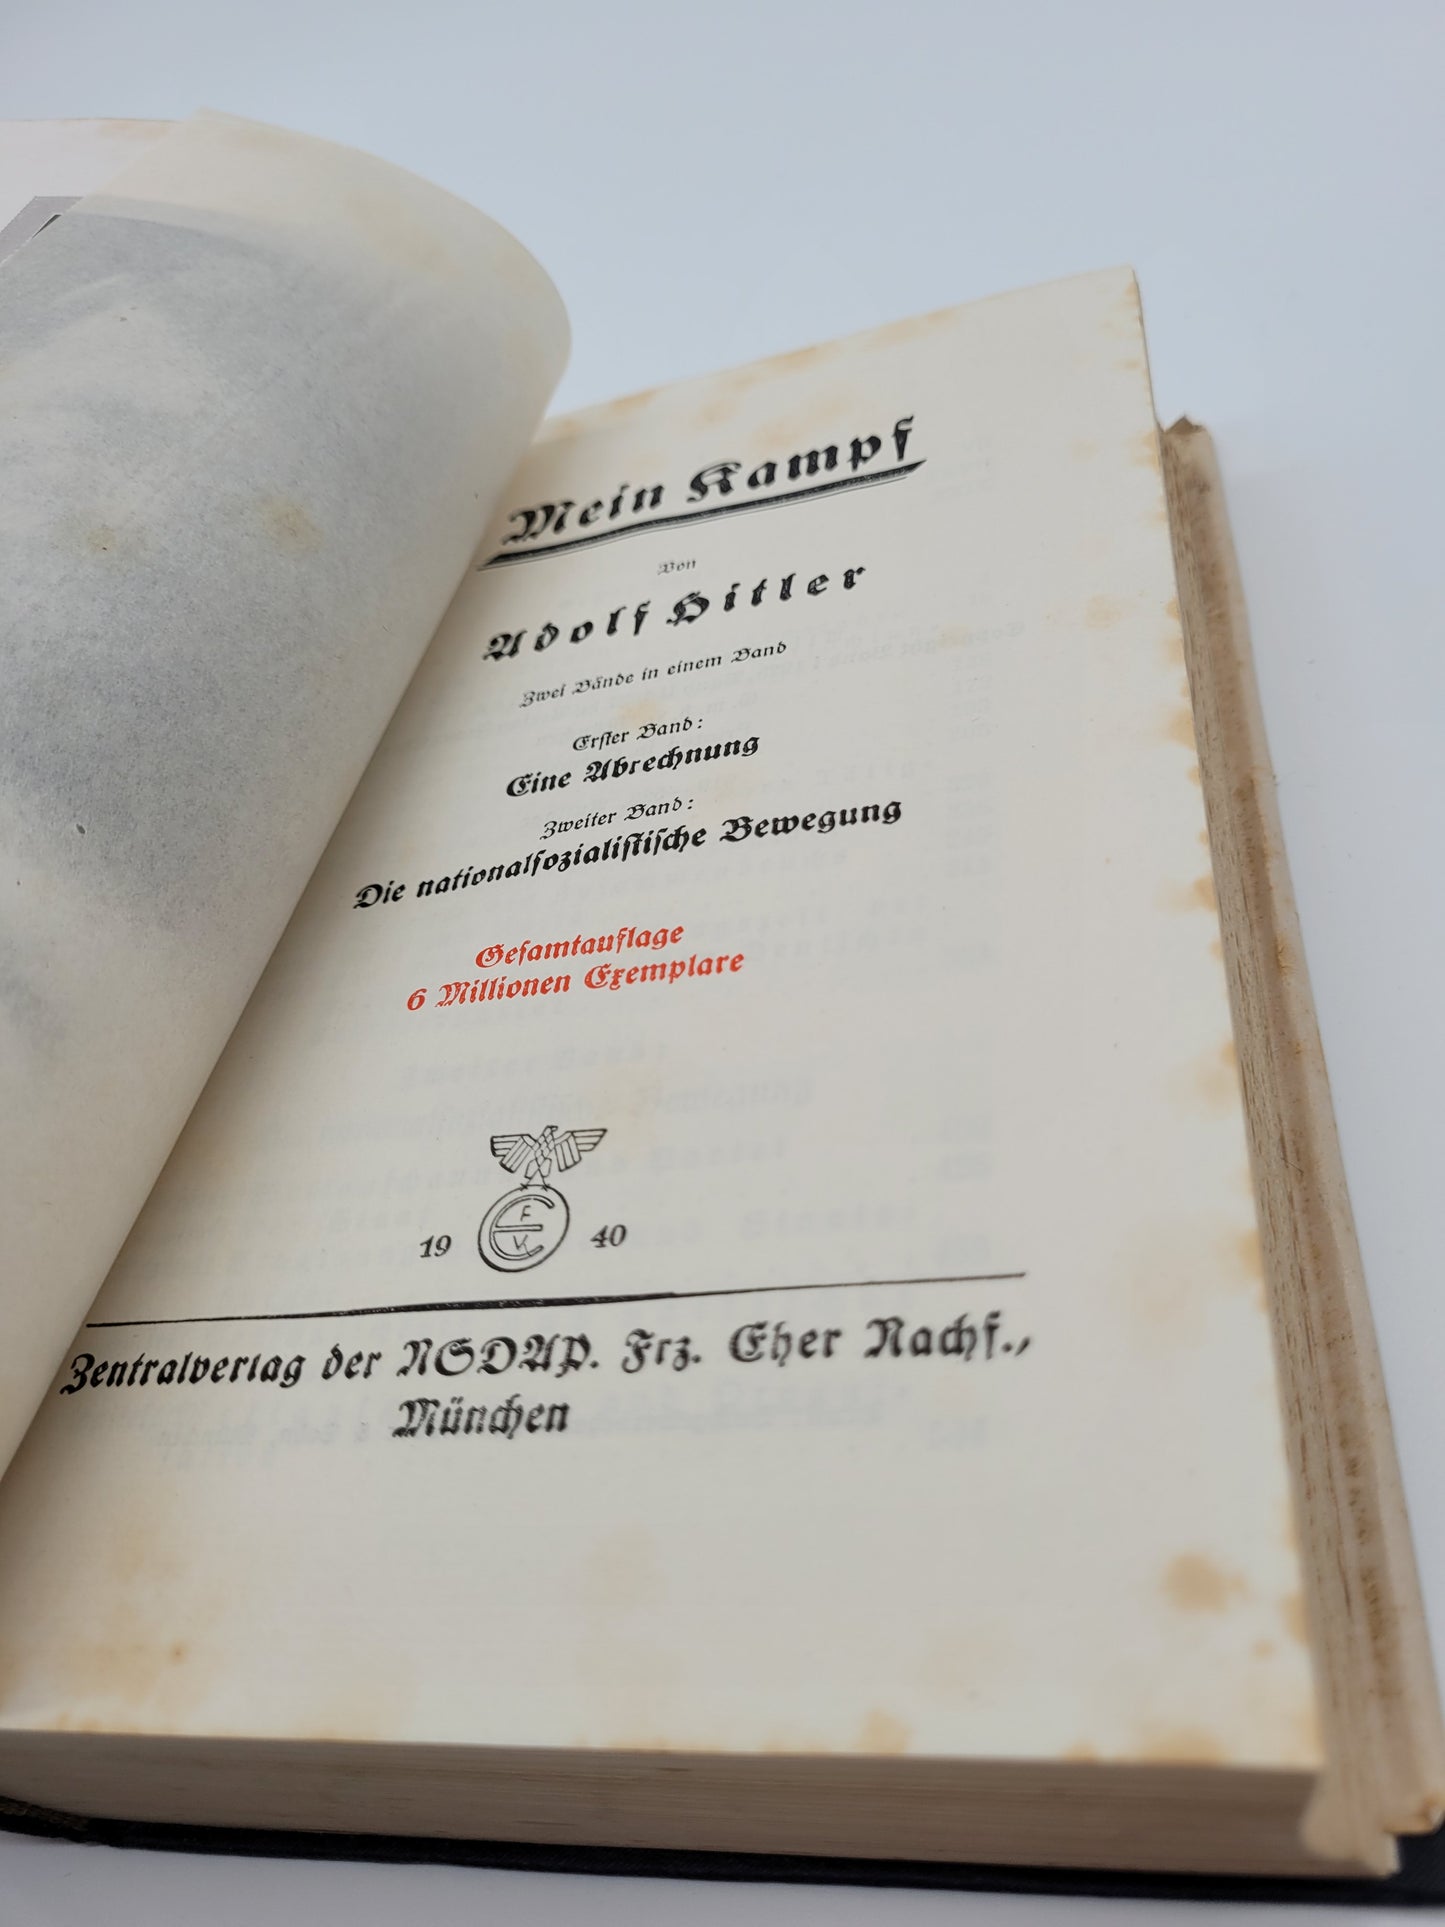 Mein Kampf
Von
Adolf Hitler
Zwei Bände in einem Band
Erſter Band:
Eine Abrechnung
Zweiter Band:
Die nationalſozialiſtiſche Bewegung
Geſamtauflage
6 Millionen Exemplare
F
K
19 40
Zentralverlag der NSDAP. Frz. Eher Nachf.,
München